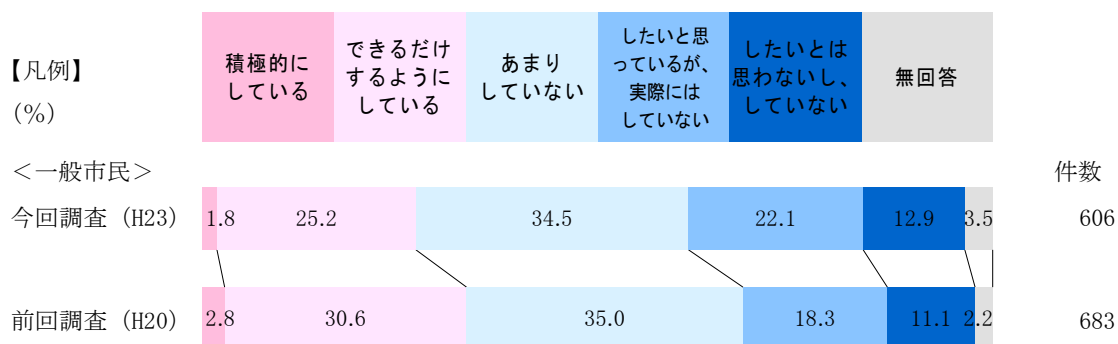 【凡例】
(%)
積極的に
している
できるだけ
するように
している
あまり
していない
したいと思
っているが、
実際には
していない
したいとは
思わないし、
していない
無回答
＜一般市民＞
件数
今回調査 (H23) 1.8 25.2 34.5 22.1 12.9 3.5 606
前回調査 (H20) 2.8 30.6 35.0 18.3 11.1 2.2 683